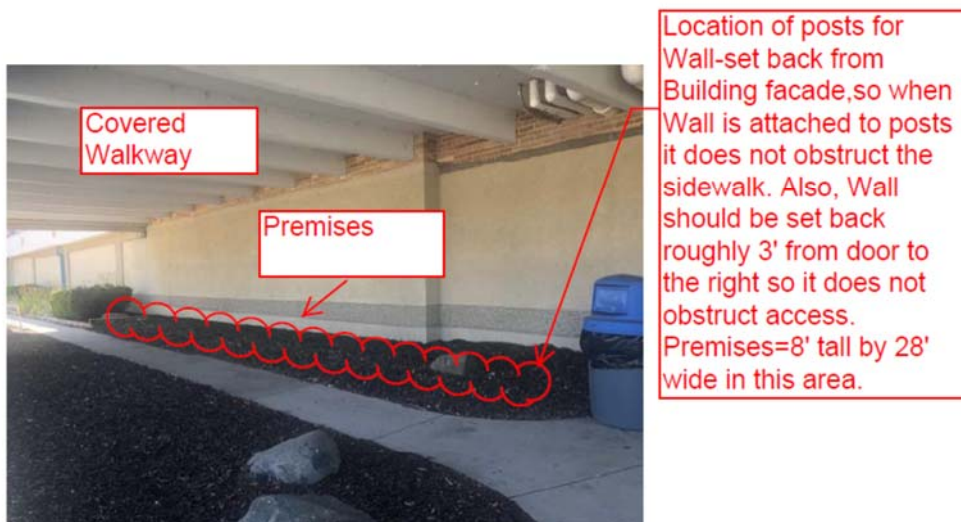 Covered
Walkway
Premises
Location of posts for
Wall-set back from
Building facade,so when
Wall is attached to posts
it does not obstruct the
sidewalk. Also, Wall
should be set back
roughly 3' from door to
the right so it does not
obstruct access.
Premises=8' tall by 28'
wide in this area.